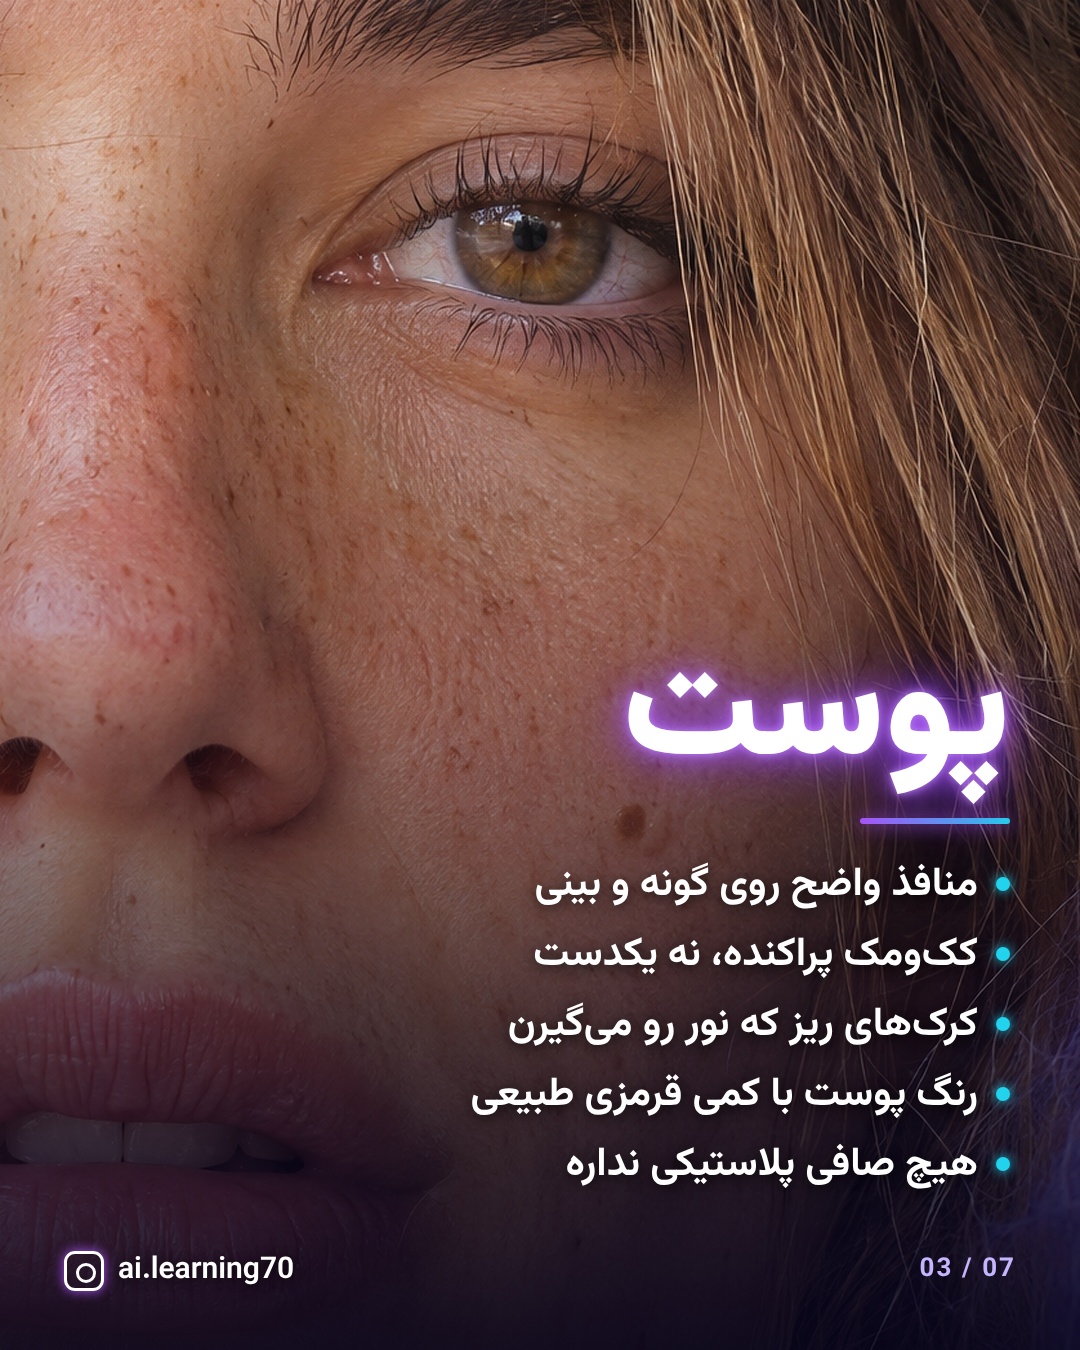 پوست
منافذ واضح روی گونه و بینی
کک‌ومک پراکنده، نه یکدست
کرک‌های ریز که نور رو می‌گیرن
رنگ پوست با کمی قرمزی طبیعی
هیچ صافی پلاستیکی نداره
ai.learning70
03 / 07